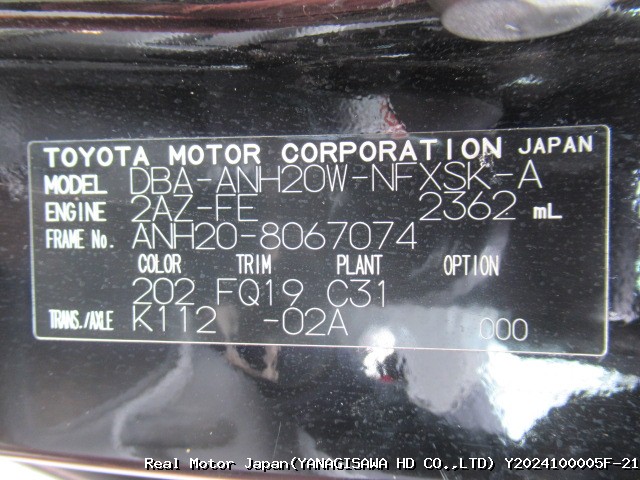 TOYOTA MOTOR CORPORATION JAPAN
MODEL DBA-ANH20W-NFXSK-A
ENGINE 2AZ-FE 2362 mL
FRAME No. ANH20-8067074
COLOR TRIM PLANT OPTION
202 FQ19 C31
TRANS./AXLE K112 -02A 000
Real Motor Japan(YANAGISAWA HD CO.,LTD) Y2024100005F-21